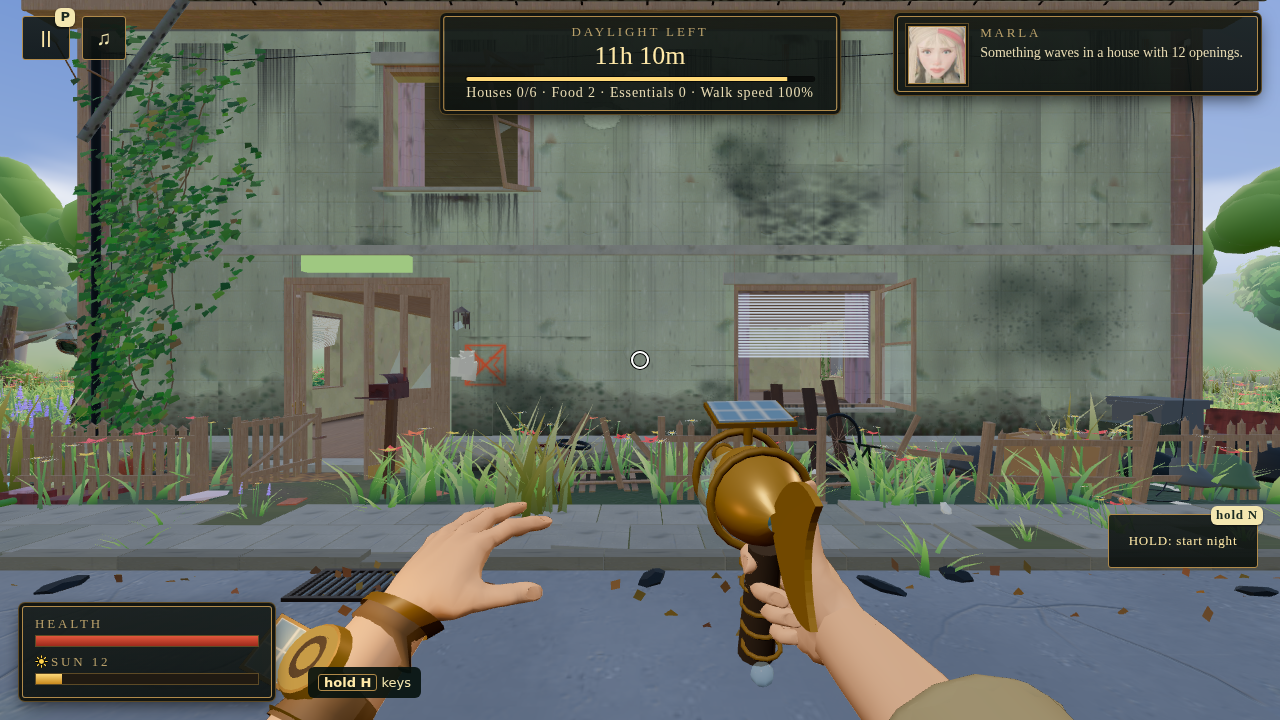 P
DAYLIGHT LEFT
11h 10m
Houses 0/6 · Food 2 · Essentials 0 · Walk speed 100%
MARLA
Something waves in a house with 12 openings.
hold N
HOLD: start night
HEALTH
SUN 12
hold H keys